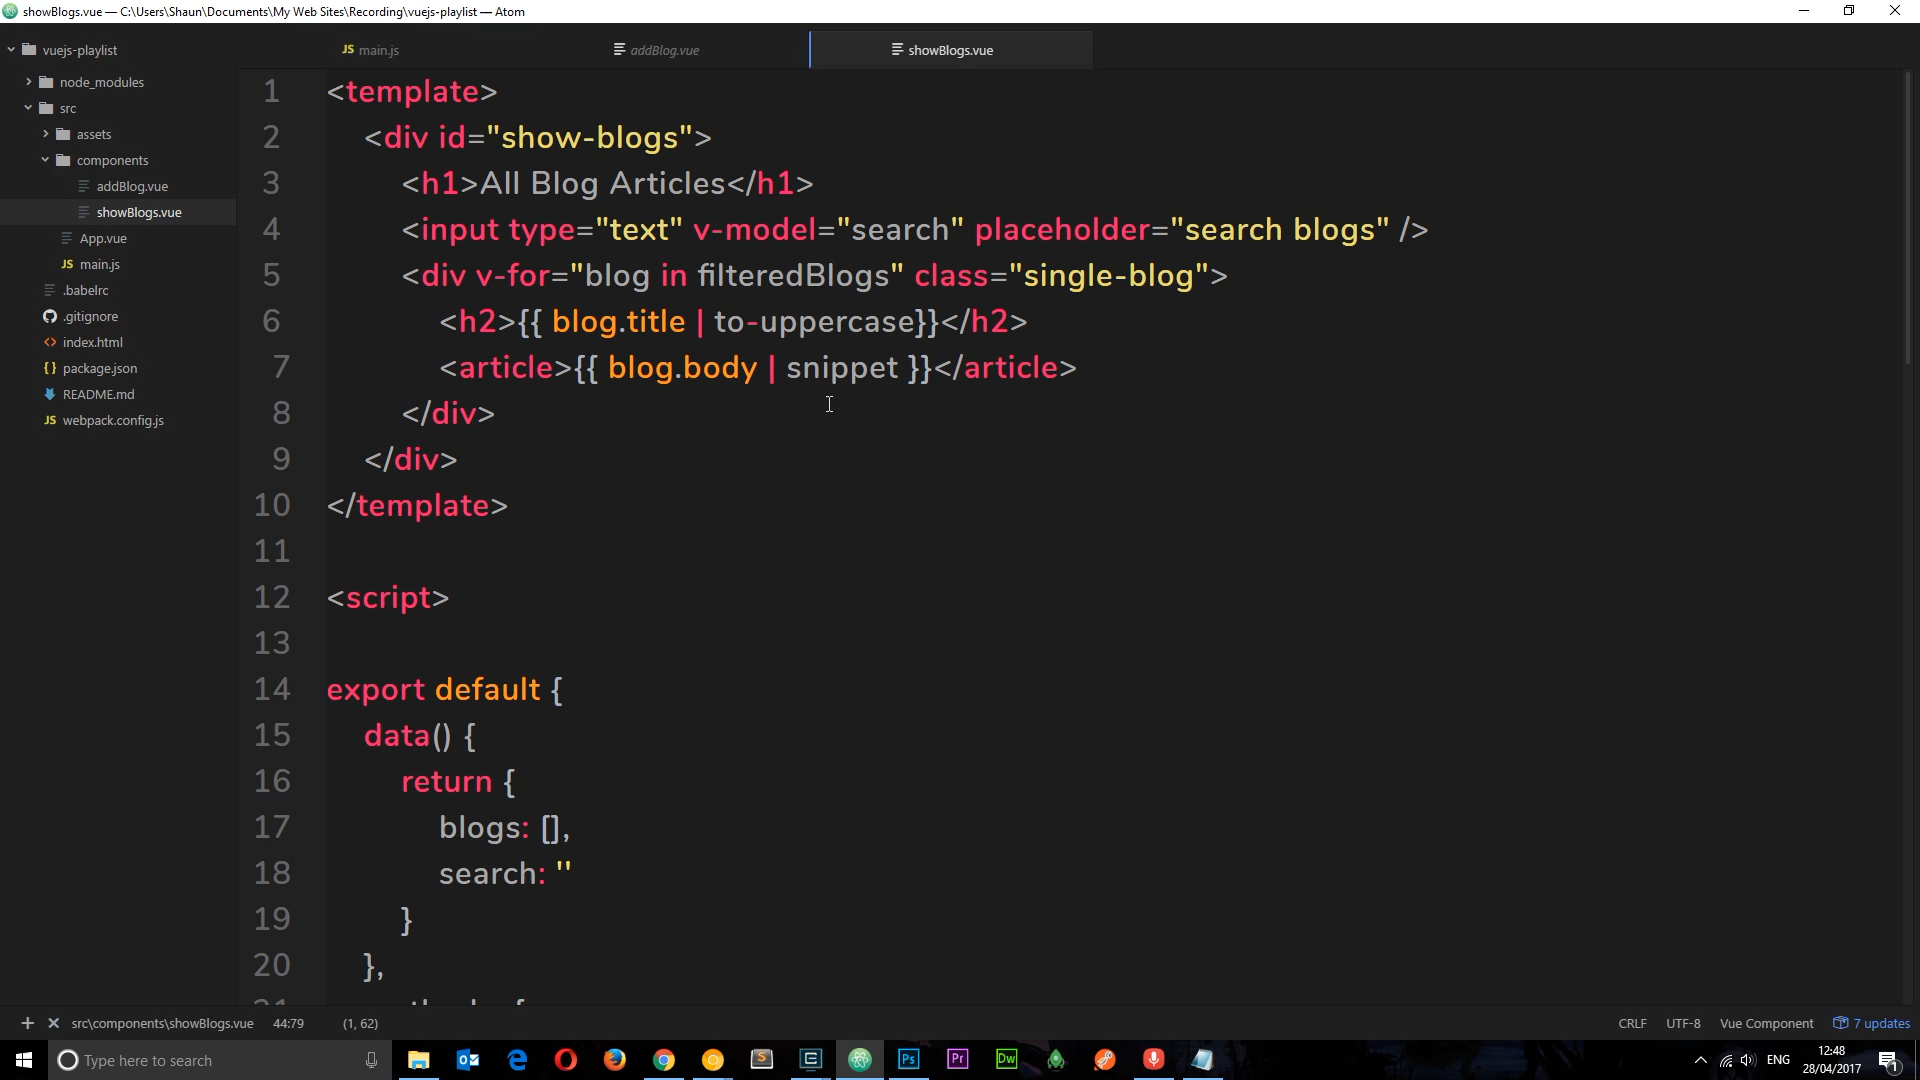 showBlogs.vue — C:\Users\Shaun\Documents\My Web Sites\Recording\vuejs-playlist — Atom
vuejs-playlist
node_modules
src
assets
components
addBlog.vue
showBlogs.vue
App.vue
JS main.js
.babelrc
.gitignore
<> index.html
{} package.json
README.md
JS webpack.config.js
JS main.js
addBlog.vue
showBlogs.vue
1 <template>
2 <div id="show-blogs">
3 <h1>All Blog Articles</h1>
4 <input type="text" v-model="search" placeholder="search blogs" />
5 <div v-for="blog in filteredBlogs" class="single-blog">
6 <h2>{{ blog.title | to-uppercase}}</h2>
7 <article>{{ blog.body | snippet }}</article>
8 </div>
9 </div>
10 </template>
11
12 <script>
13
14 export default {
15 data() {
16 return {
17 blogs: [],
18 search: ''
19 }
20 },
src\components\showBlogs.vue 44:79 (1, 62)
CRLF UTF-8 Vue Component 7 updates
Type here to search
S
Ps
Pr
Dw
ENG
12:48
28/04/2017
1